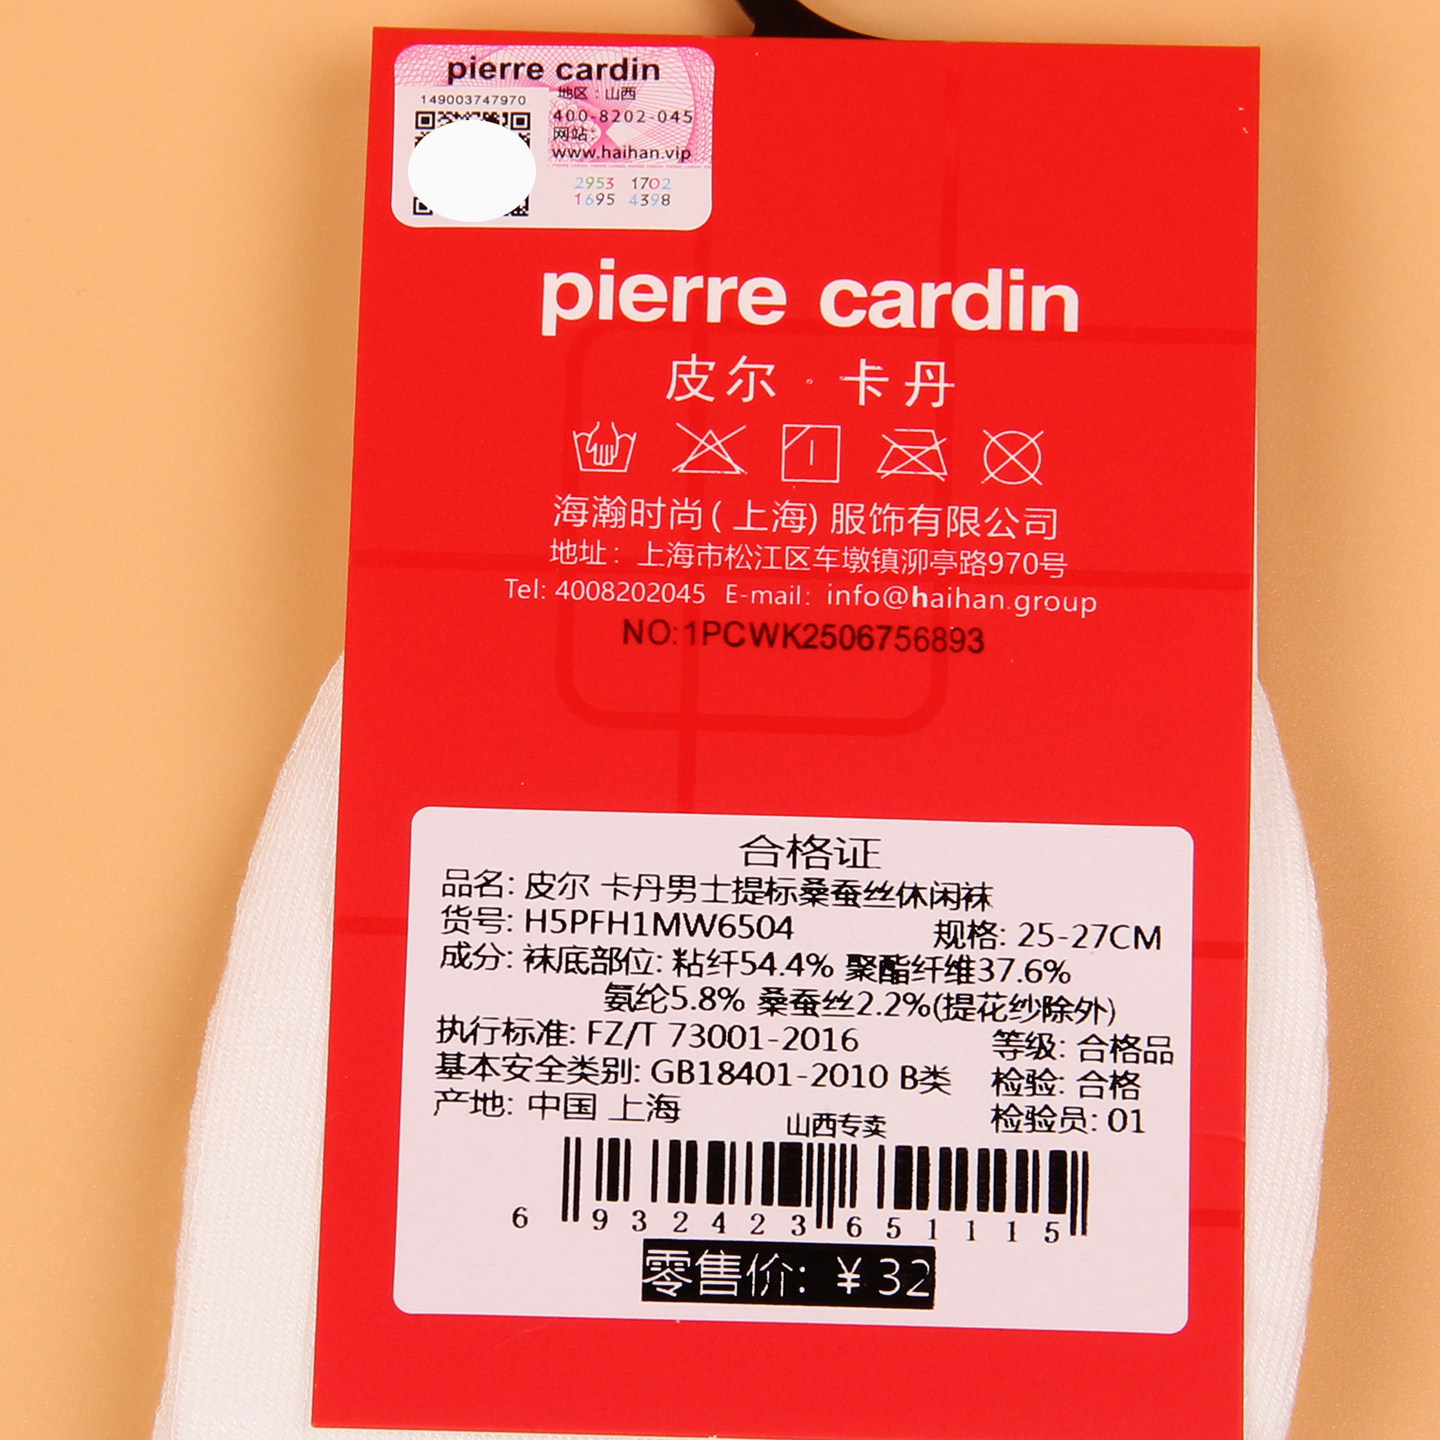 pierre cardin
149003747970
地区：山西
400-8202-045
网站：
www.haihan.vip
2953 1702
1695 4398
pierre cardin
皮尔·卡丹
海瀚时尚(上海)服饰有限公司
地址：上海市松江区车墩镇泖亭路970号
Tel: 4008202045 E-mail: info@haihan.group
NO:1PCWK2506756893
合格证
品名: 皮尔 卡丹男士提标桑蚕丝休闲袜
货号: H5PFH1MW6504 规格: 25-27CM
成分: 袜底部位: 粘纤54.4% 聚酯纤维37.6%
氨纶5.8% 桑蚕丝2.2%(提花纱除外)
执行标准: FZ/T 73001-2016 等级: 合格品
基本安全类别: GB18401-2010 B类 检验: 合格
产地: 中国 上海 检验员: 01
山西专卖
6 932423 651115
零售价: ¥32